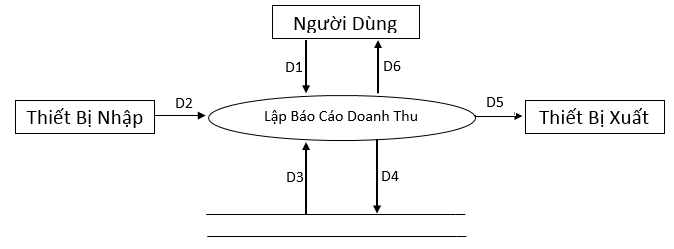 Người Dùng
D1
D6
Thiết Bị Nhập
D2
Lập Báo Cáo Doanh Thu
D5
Thiết Bị Xuất
D3
D4